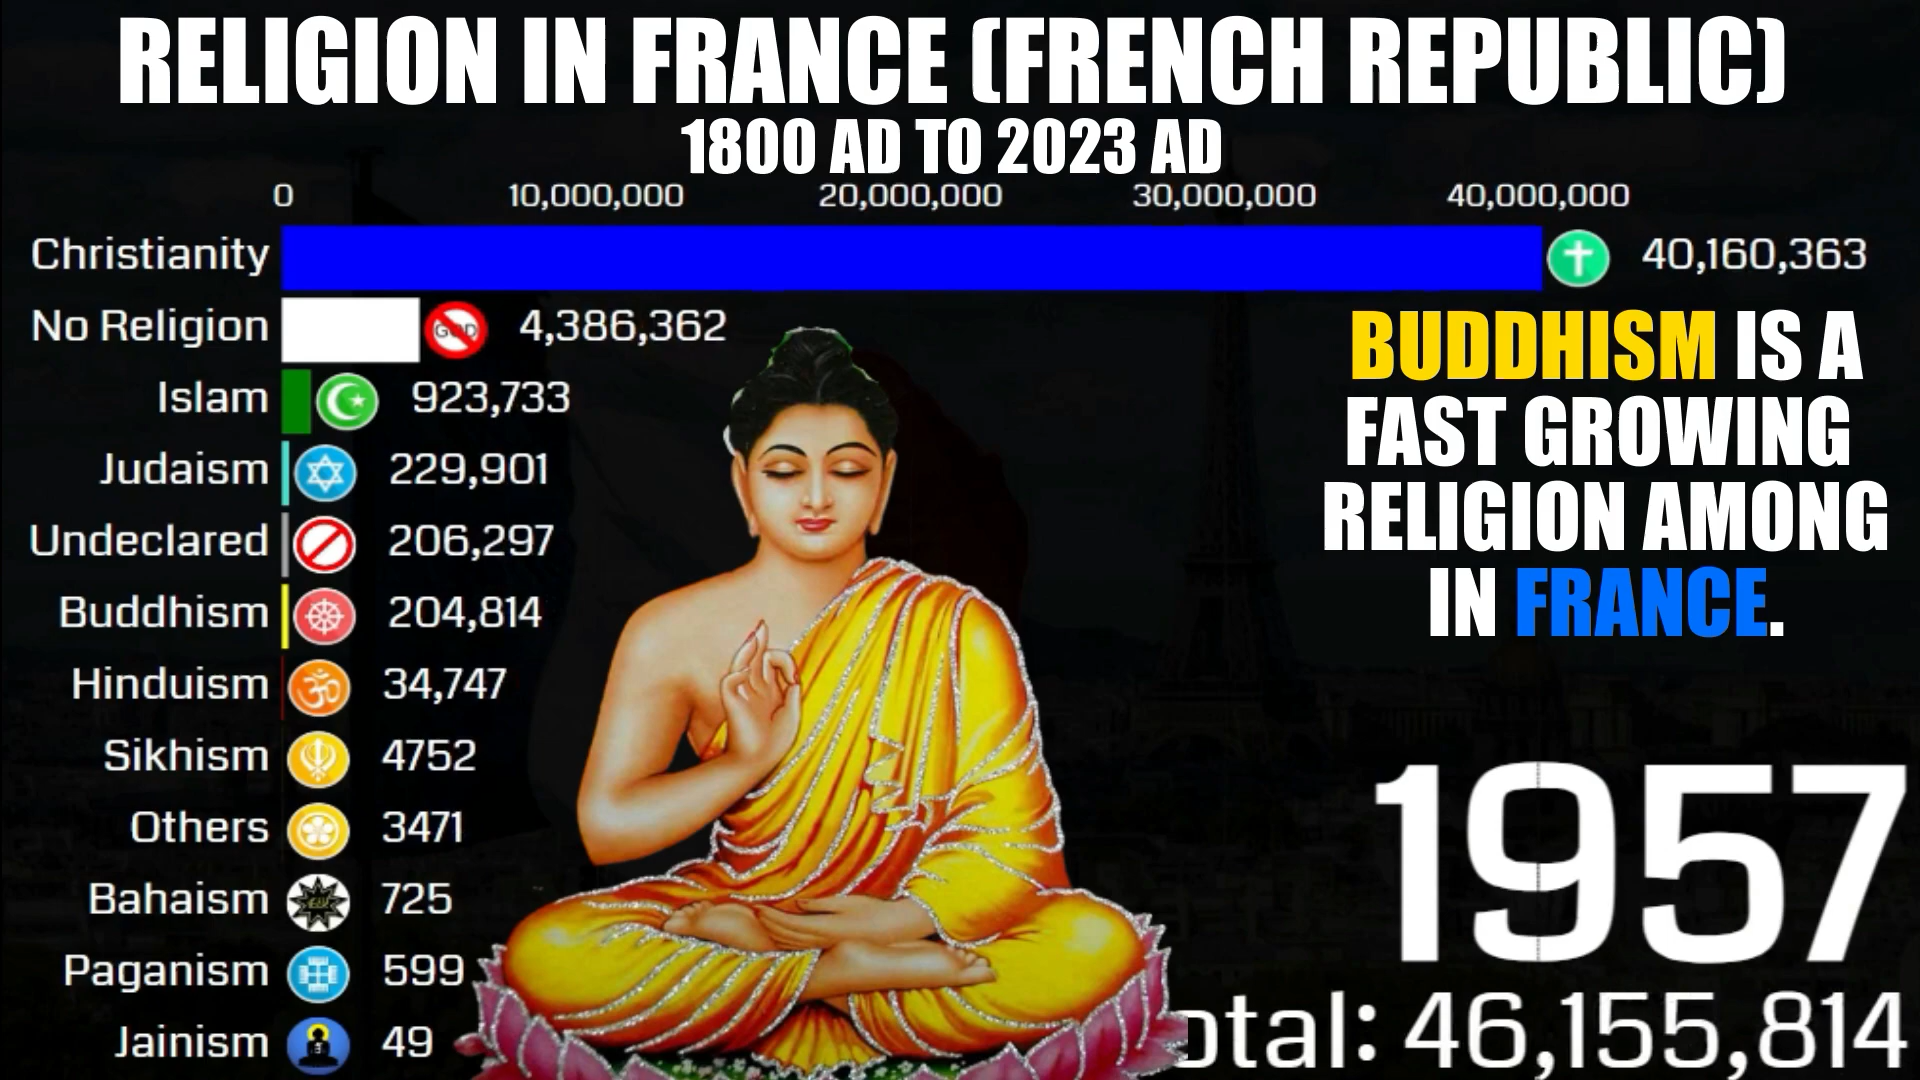 RELIGION IN FRANCE (FRENCH REPUBLIC)
1800 AD TO 2023 AD
0 10,000,000 20,000,000 30,000,000 40,000,000
Christianity 40,160,363
No Religion GOD 4,386,362
Islam 923,733
Judaism 229,901
Undeclared 206,297
Buddhism 204,814
Hinduism ॐ 34,747
Sikhism 4752
Others 3471
Bahaism 725
Paganism 599
Jainism 49
BUDDHISM IS A
FAST GROWING
RELIGION AMONG
IN FRANCE.
1957
otal: 46,155,814